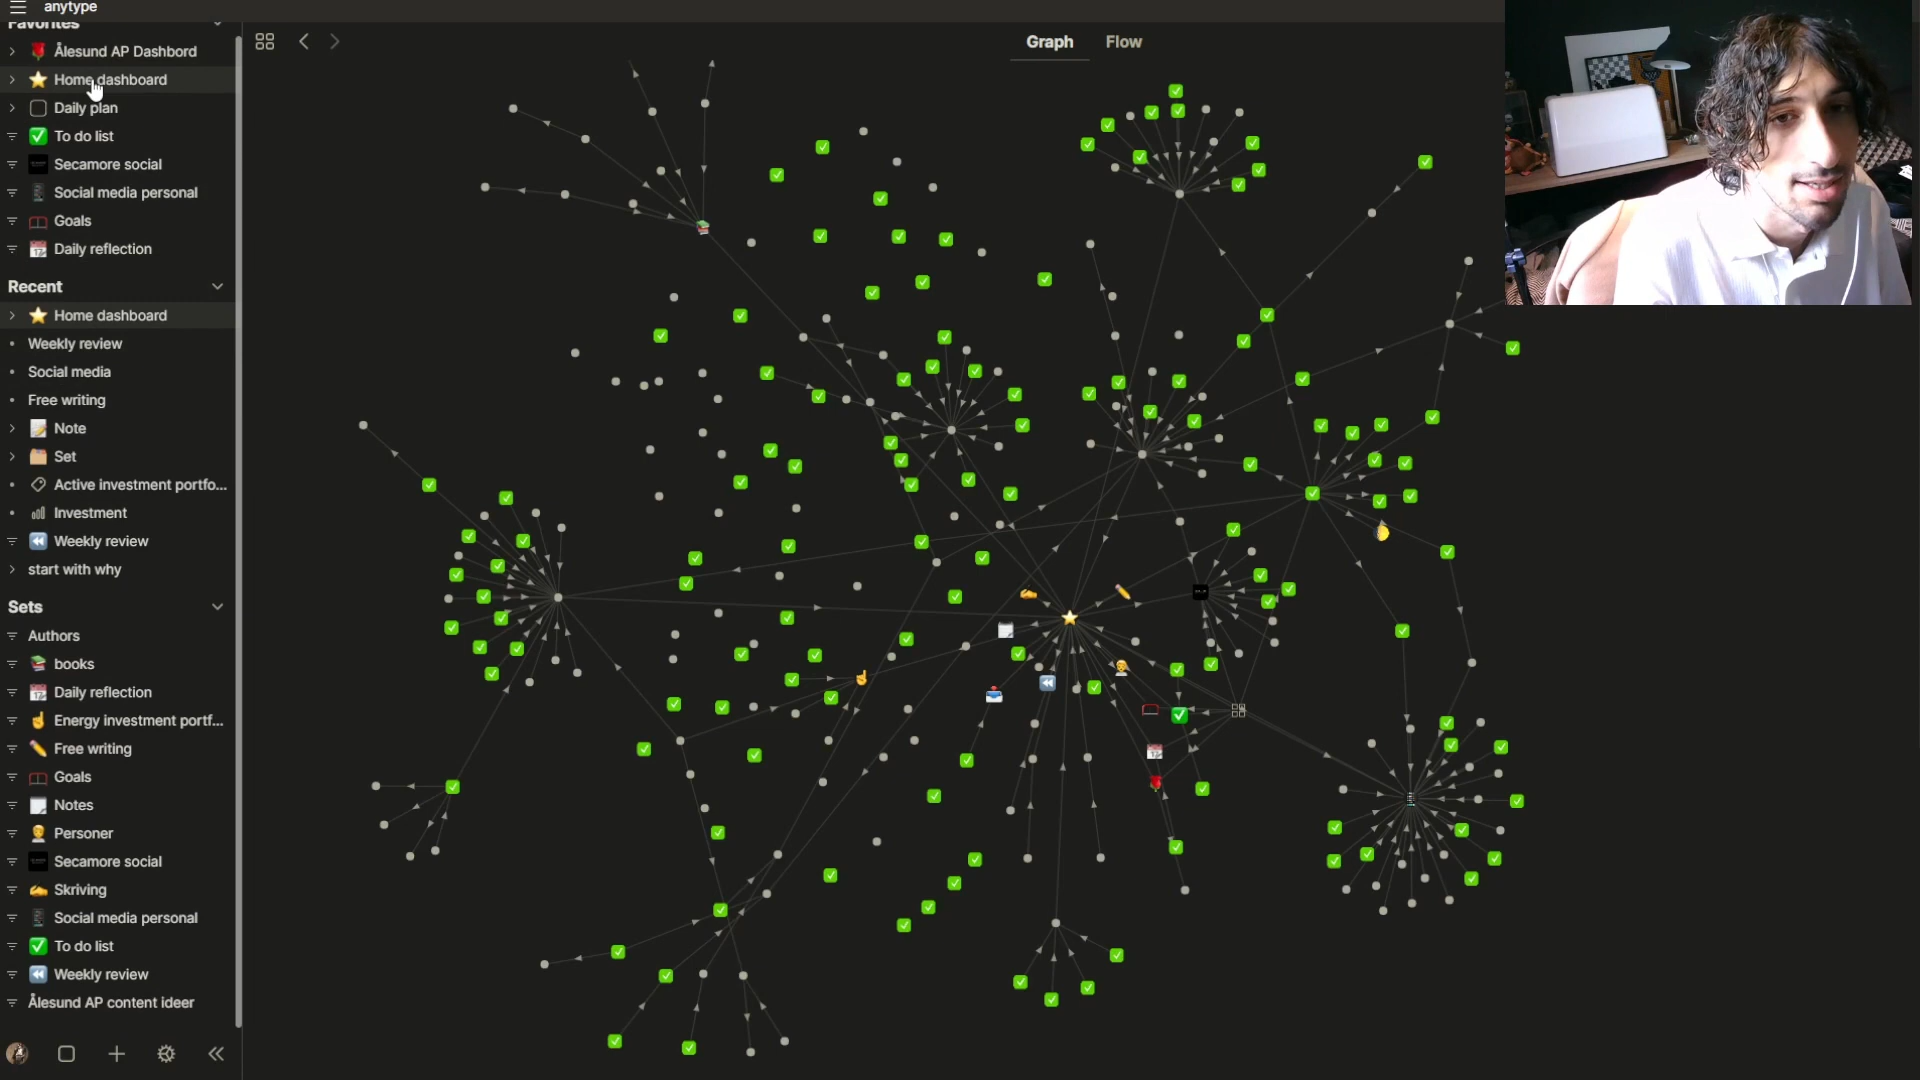 anytype
Favorites
Ålesund AP Dashbord
Home dashboard
Daily plan
To do list
Secamore social
Social media personal
Goals
Daily reflection
Recent
Home dashboard
Weekly review
Social media
Free writing
Note
Set
Active investment portfo...
Investment
Weekly review
start with why
Sets
Authors
books
Daily reflection
Energy investment portf...
Free writing
Goals
Notes
Personer
Secamore social
Skriving
Social media personal
To do list
Weekly review
Ålesund AP content ideer
Graph Flow